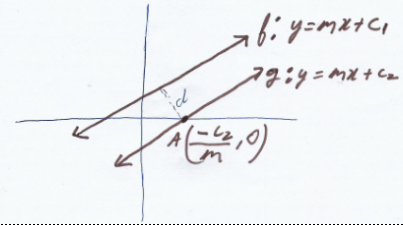 f: y=mx+c₁
g: y=mx+c₂
d
A(-c₂/m, 0)